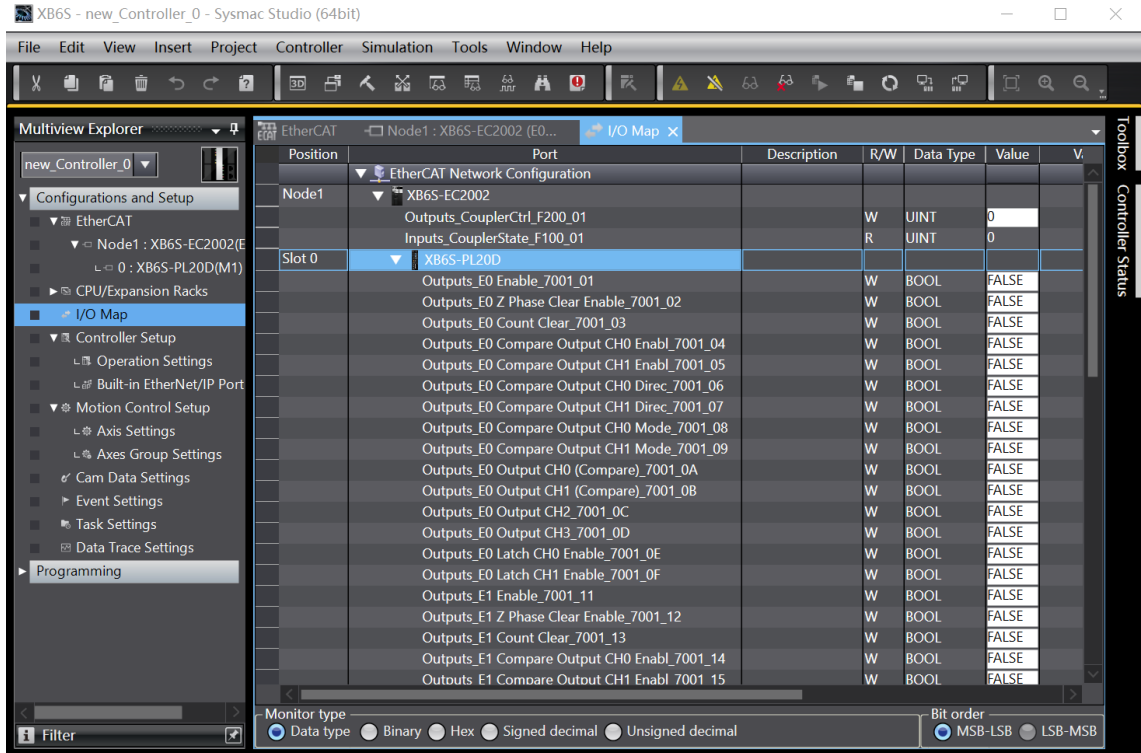 XB6S - new_Controller_0 - Sysmac Studio (64bit)
File Edit View Insert Project Controller Simulation Tools Window Help
Multiview Explorer
new_Controller_0
Configurations and Setup
EtherCAT
Node1 : XB6S-EC2002(E
0 : XB6S-PL20D(M1)
CPU/Expansion Racks
I/O Map
Controller Setup
Operation Settings
Built-in EtherNet/IP Port
Motion Control Setup
Axis Settings
Axes Group Settings
Cam Data Settings
Event Settings
Task Settings
Data Trace Settings
Programming
Filter
EtherCAT Node1 : XB6S-EC2002 (E0... I/O Map
Position Port Description R/W Data Type Value
EtherCAT Network Configuration
Node1 XB6S-EC2002
Outputs_CouplerCtrl_F200_01 W UINT 0
Inputs_CouplerState_F100_01 R UINT 0
Slot 0 XB6S-PL20D
Outputs_E0 Enable_7001_01 W BOOL FALSE
Outputs_E0 Z Phase Clear Enable_7001_02 W BOOL FALSE
Outputs_E0 Count Clear_7001_03 W BOOL FALSE
Outputs_E0 Compare Output CH0 Enabl_7001_04 W BOOL FALSE
Outputs_E0 Compare Output CH1 Enabl_7001_05 W BOOL FALSE
Outputs_E0 Compare Output CH0 Direc_7001_06 W BOOL FALSE
Outputs_E0 Compare Output CH1 Direc_7001_07 W BOOL FALSE
Outputs_E0 Compare Output CH0 Mode_7001_08 W BOOL FALSE
Outputs_E0 Compare Output CH1 Mode_7001_09 W BOOL FALSE
Outputs_E0 Output CH0 (Compare)_7001_0A W BOOL FALSE
Outputs_E0 Output CH1 (Compare)_7001_0B W BOOL FALSE
Outputs_E0 Output CH2_7001_0C W BOOL FALSE
Outputs_E0 Output CH3_7001_0D W BOOL FALSE
Outputs_E0 Latch CH0 Enable_7001_0E W BOOL FALSE
Outputs_E0 Latch CH1 Enable_7001_0F W BOOL FALSE
Outputs_E1 Enable_7001_11 W BOOL FALSE
Outputs_E1 Z Phase Clear Enable_7001_12 W BOOL FALSE
Outputs_E1 Count Clear_7001_13 W BOOL FALSE
Outputs_E1 Compare Output CH0 Enabl_7001_14 W BOOL FALSE
Outputs_E1 Compare Output CH1 Enabl_7001_15 W BOOL FALSE
Monitor type
Data type Binary Hex Signed decimal Unsigned decimal
Bit order
MSB-LSB LSB-MSB
Toolbox
Controller Status